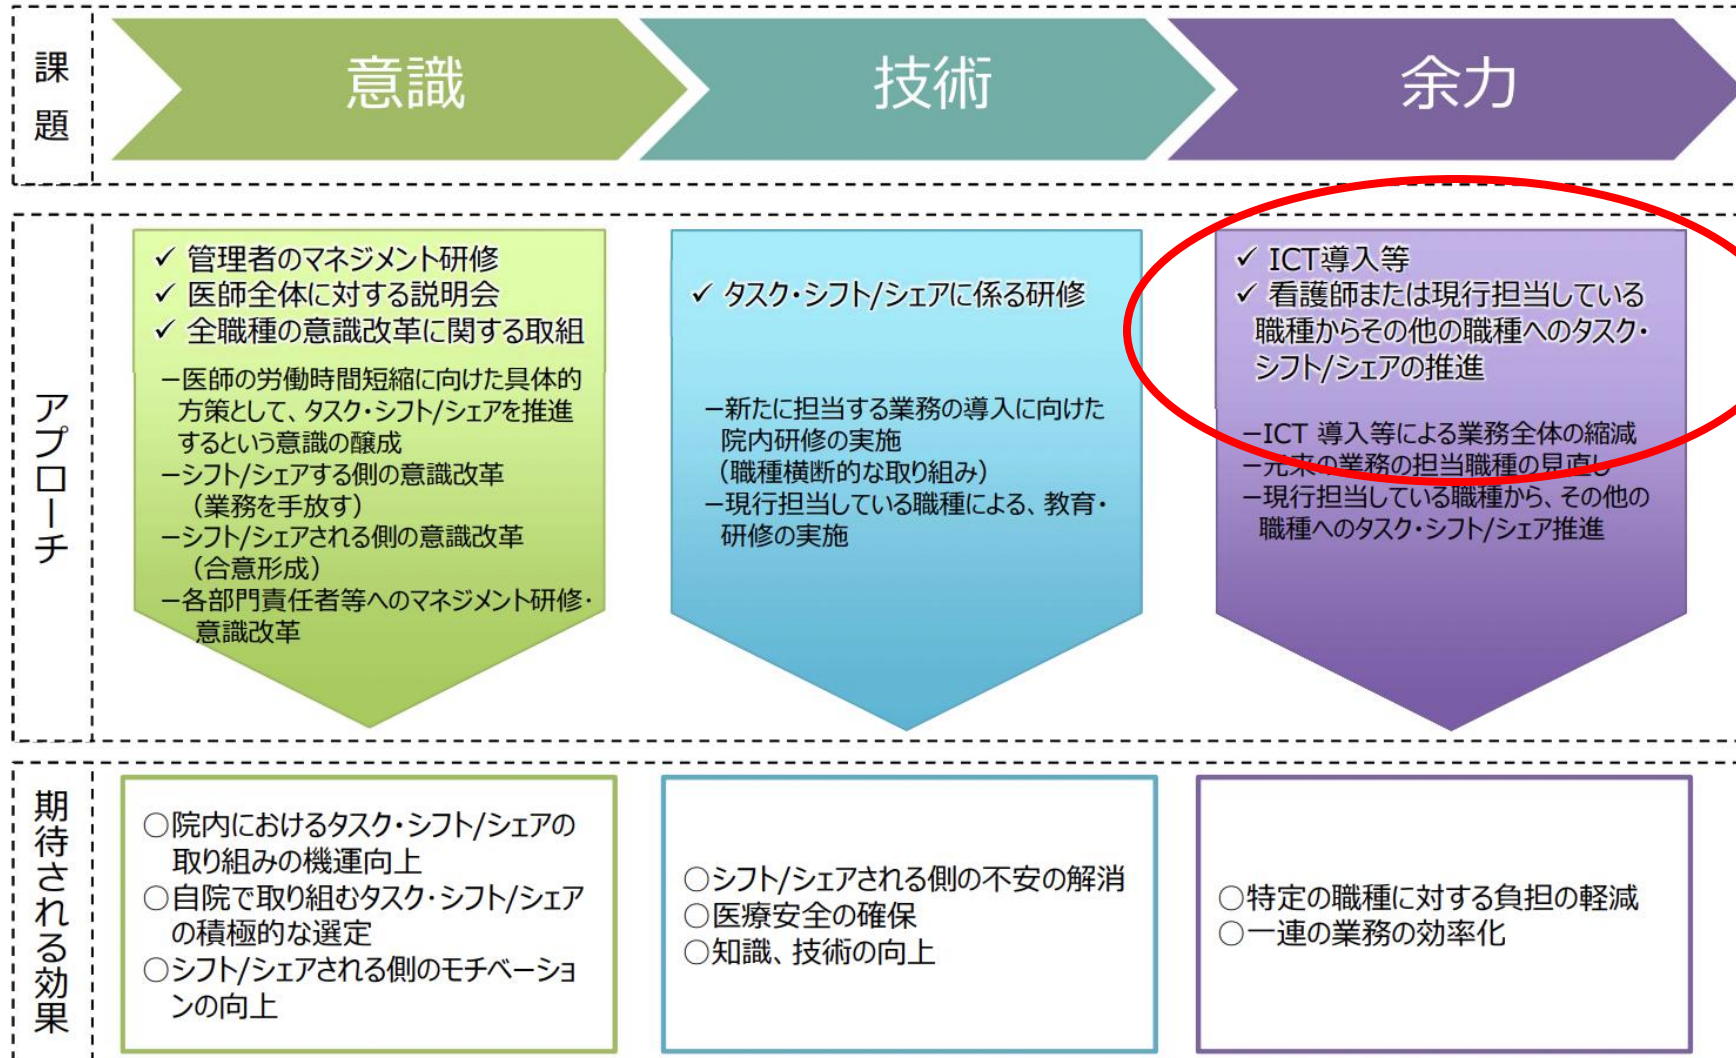 課題
意識
技術
余力
アプローチ
✓ 管理者のマネジメント研修
✓ 医師全体に対する説明会
✓ 全職種の意識改革に関する取組
－医師の労働時間短縮に向けた具体的
方策として、タスク・シフト/シェアを推進
するという意識の醸成
－シフト/シェアする側の意識改革
（業務を手放す）
－シフト/シェアされる側の意識改革
（合意形成）
－各部門責任者等へのマネジメント研修・
意識改革
✓ タスク・シフト/シェアに係る研修
－新たに担当する業務の導入に向けた
院内研修の実施
（職種横断的な取り組み）
－現行担当している職種による、教育・
研修の実施
✓ ICT導入等
✓ 看護師または現行担当している
職種からその他の職種へのタスク・
シフト/シェアの推進
－ICT 導入等による業務全体の縮減
－元来の業務の担当職種の見直し
－現行担当している職種から、その他の
職種へのタスク・シフト/シェア推進
期待される効果
○院内におけるタスク・シフト/シェアの
取り組みの機運向上
○自院で取り組むタスク・シフト/シェア
の積極的な選定
○シフト/シェアされる側のモチベーショ
ンの向上
○シフト/シェアされる側の不安の解消
○医療安全の確保
○知識、技術の向上
○特定の職種に対する負担の軽減
○一連の業務の効率化